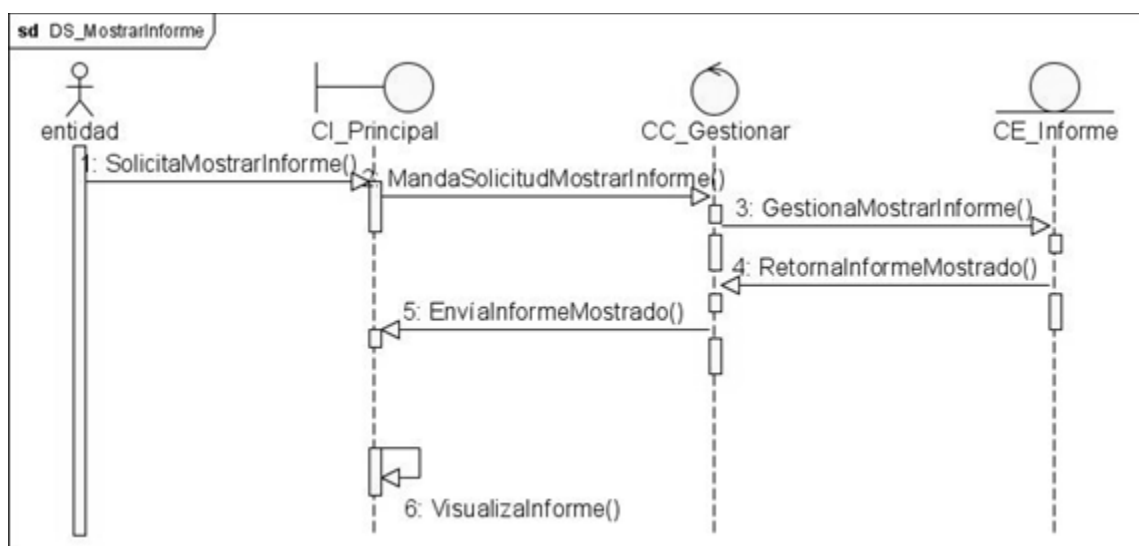 sd DS_MostrarInforme
entidad
CI_Principal
CC_Gestionar
CE_Informe
1: SolicitaMostrarInforme()
2: MandaSolicitudMostrarInforme()
3: GestionaMostrarInforme()
4: RetornaInformeMostrado()
5: EnvíaInformeMostrado()
6: VisualizaInforme()